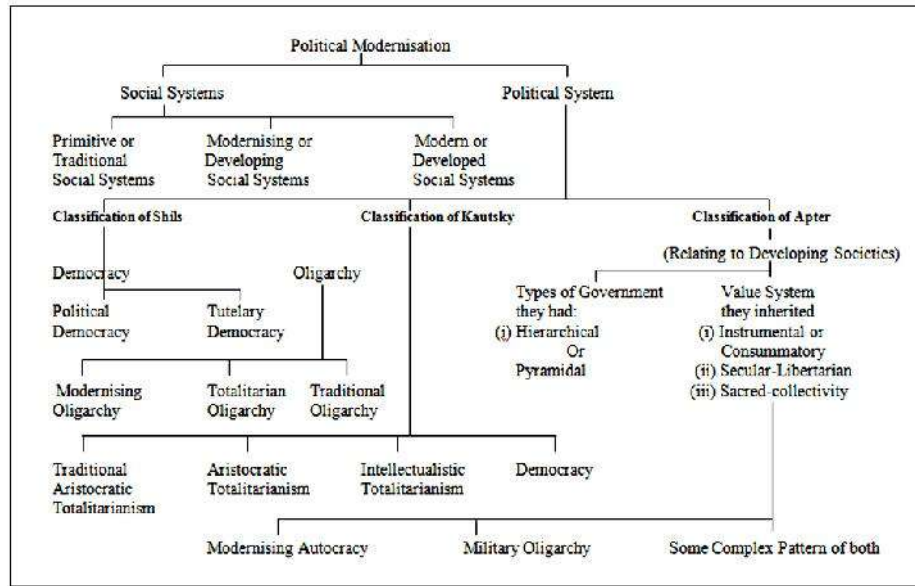 Political Modernisation
Social Systems
Political System
Primitive or
Traditional
Social Systems
Modernising or
Developing
Social Systems
Modern or
Developed
Social Systems
Classification of Shils
Classification of Kautsky
Classification of Apter
(Relating to Developing Societies)
Democracy
Oligarchy
Types of Government
they had:
(i) Hierarchical
Or
Pyramidal
Value System
they inherited
(i) Instrumental or
Consummatory
(ii) Secular-Libertarian
(iii) Sacred-collectivity
Political
Democracy
Tutelary
Democracy
Modernising
Oligarchy
Totalitarian
Oligarchy
Traditional
Oligarchy
Traditional
Aristocratic
Totalitarianism
Aristocratic
Totalitarianism
Intellectualistic
Totalitarianism
Democracy
Modernising Autocracy
Military Oligarchy
Some Complex Pattern of both